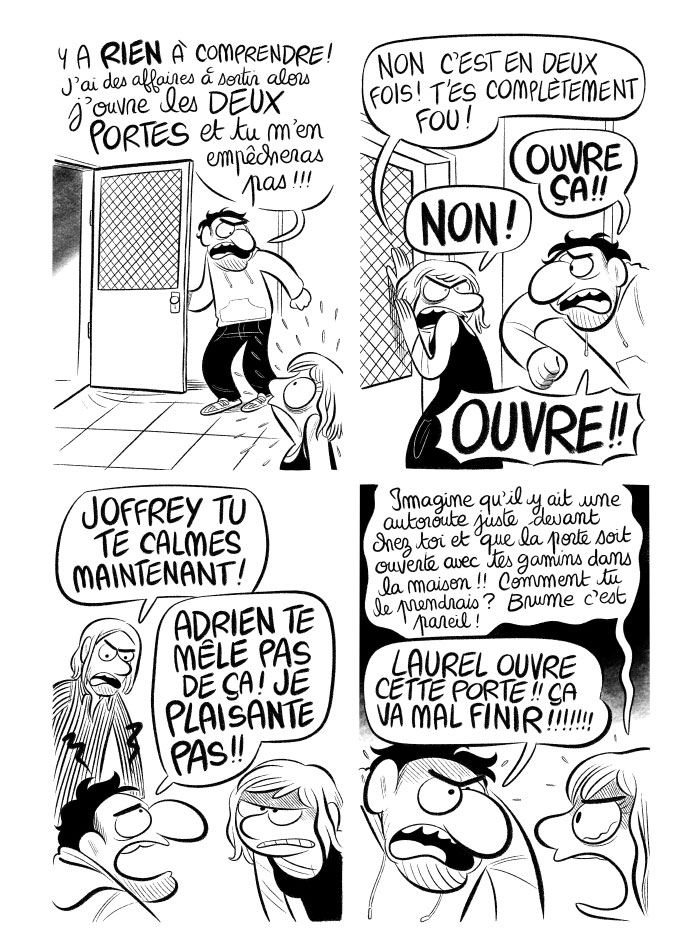 Y A RIEN À COMPRENDRE!
J'ai des affaires à sortir alors
j'ouvre les DEUX
PORTES et tu m'en
empêcheras
pas!!!
NON C'EST EN DEUX
FOIS! T'ES COMPLÈTEMENT
FOU!
OUVRE
ÇA!!
NON!
OUVRE!!
JOFFREY TU
TE CALMES
MAINTENANT!
ADRIEN TE
MÊLE PAS
DE ÇA! JE
PLAISANTE
PAS!!
Imagine qu'il y ait une
autoroute juste devant
chez toi et que la porte soit
ouverte avec tes gamins dans
la maison!! Comment tu
le prendrais? Brume c'est
pareil!
LAUREL OUVRE
CETTE PORTE!! ÇA
VA MAL FINIR!!!!!!!